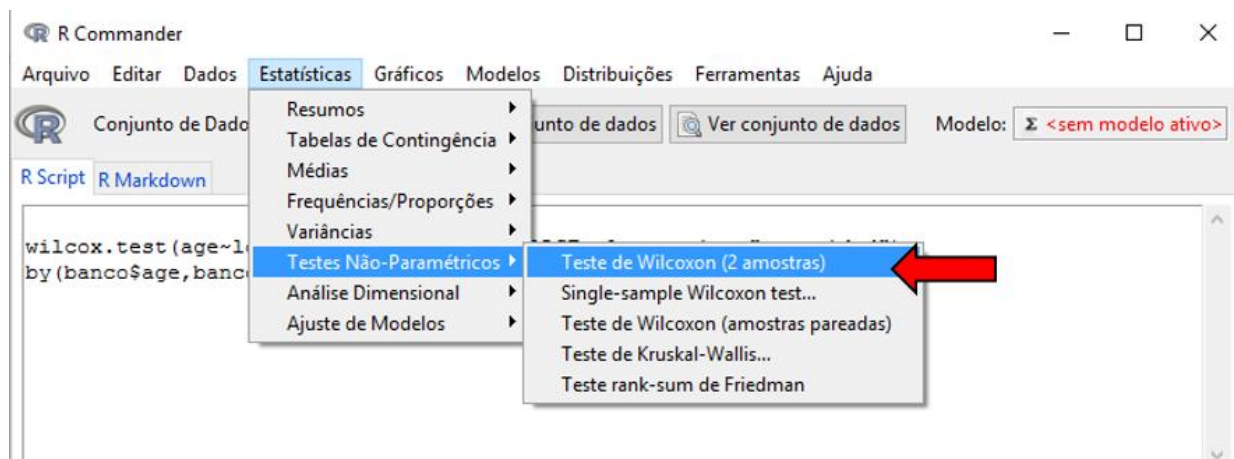 R Commander
Arquivo Editar Dados Estatísticas Gráficos Modelos Distribuições Ferramentas Ajuda
Conjunto de Dado unto de dados Ver conjunto de dados Modelo: Σ <sem modelo ativo>
R Script R Markdown
Resumos
Tabelas de Contingência
Médias
Frequências/Proporções
Variâncias
Testes Não-Paramétricos
Análise Dimensional
Ajuste de Modelos
Teste de Wilcoxon (2 amostras)
Single-sample Wilcoxon test...
Teste de Wilcoxon (amostras pareadas)
Teste de Kruskal-Wallis...
Teste rank-sum de Friedman
wilcox.test(age~l
by(banco$age,banc